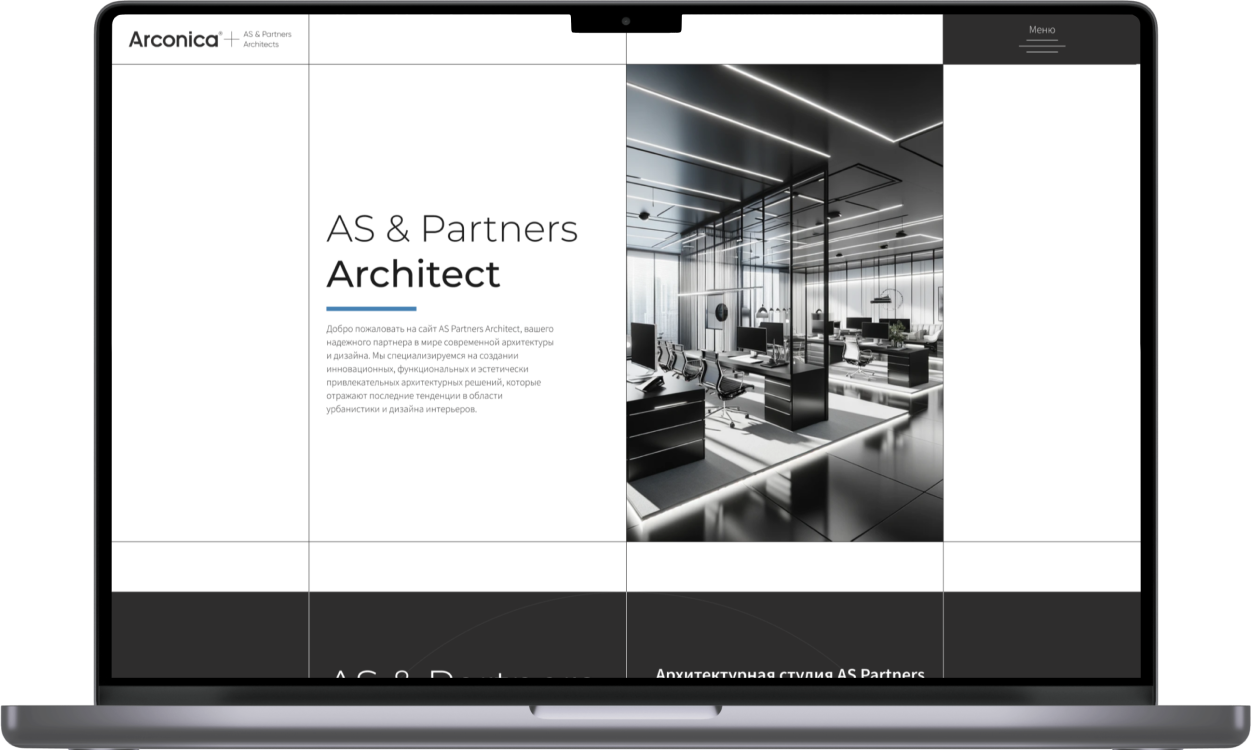 Arconica®
AS & Partners
Architects
Меню
AS & Partners
Architect
Добро пожаловать на сайт AS Partners Architect, вашего
надежного партнера в мире современной архитектуры
и дизайна. Мы специализируемся на создании
инновационных, функциональных и эстетически
привлекательных архитектурных решений, которые
отражают последние тенденции в области
урбанистики и дизайна интерьеров.
AS & Partners
Архитектурная студия AS Partners